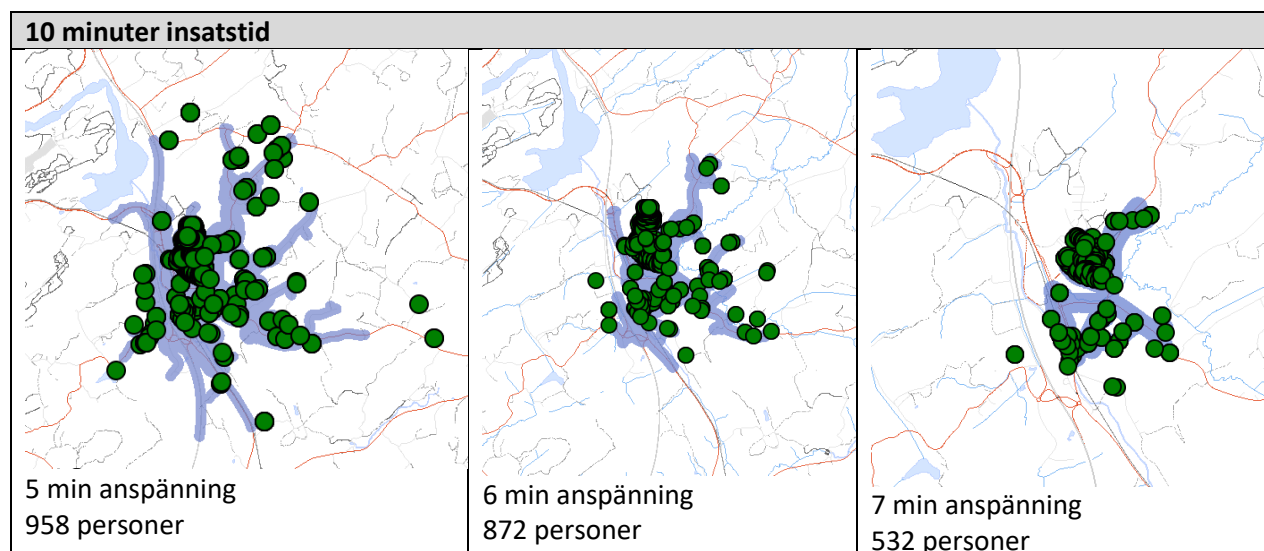 10 minuter insatstid
5 min anspänning
958 personer
6 min anspänning
872 personer
7 min anspänning
532 personer